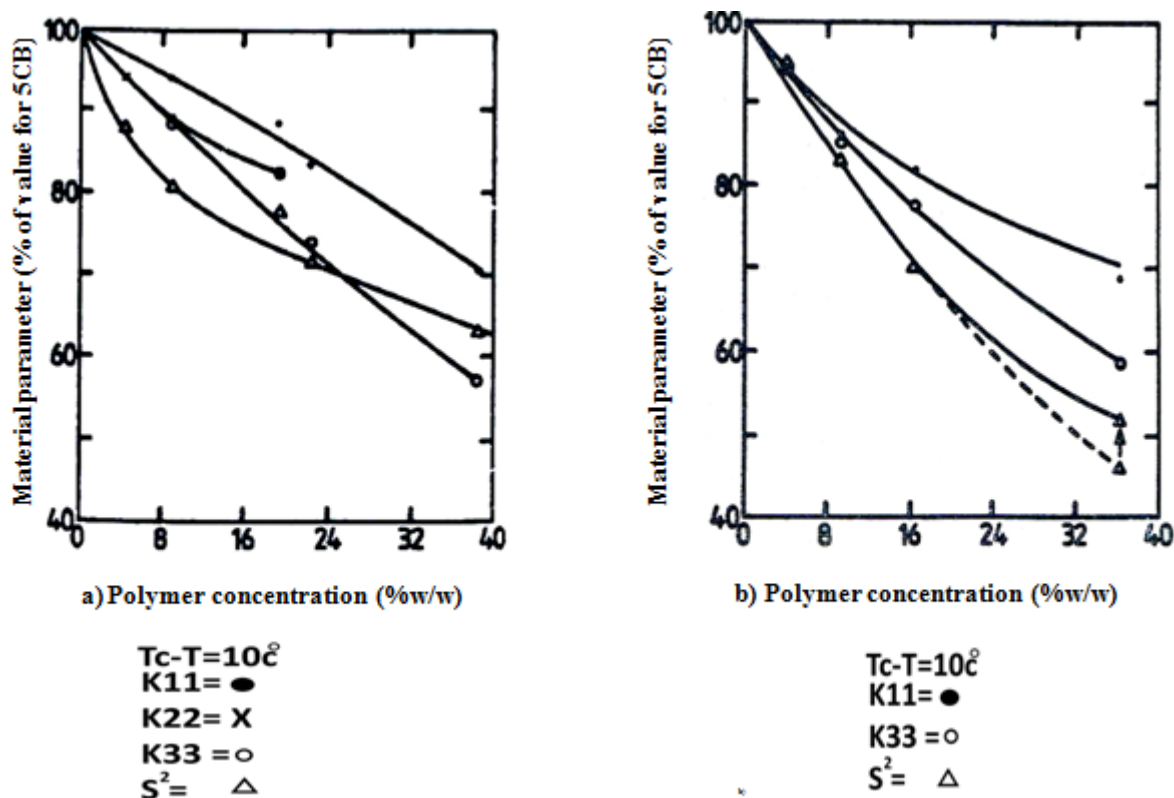 Material parameter (% of value for 5CB)
100
80
60
40
0 8 16 24 32 40
a) Polymer concentration (%w/w)
Tc-T=10c°
K11= ●
K22= X
K33 = ○
S²= △
Material parameter (% of value for 5CB)
100
80
60
40
0 8 16 24 32 40
b) Polymer concentration (%w/w)
Tc-T=10c°
K11= ●
K33 = ○
S²= △